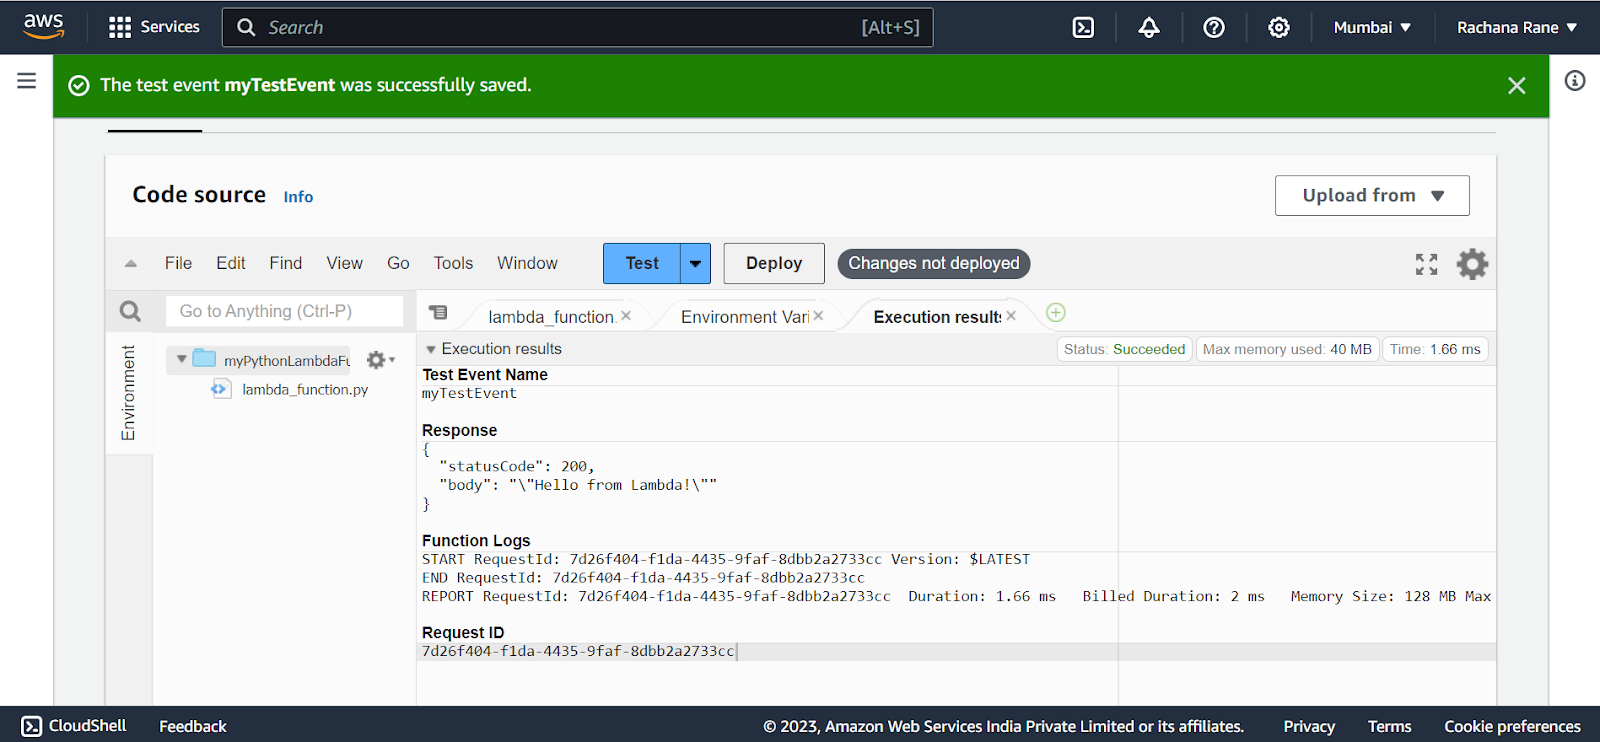 aws Services Search [Alt+S] Mumbai ▼ Rachana Rane ▼
The test event myTestEvent was successfully saved.
Code source Info Upload from ▼
File Edit Find View Go Tools Window Test Deploy Changes not deployed
Go to Anything (Ctrl-P) lambda_function. Environment Vari Execution results
Environment
myPythonLambdaFu
lambda_function.py
Execution results Status: Succeeded Max memory used: 40 MB Time: 1.66 ms
Test Event Name
myTestEvent
Response
{
"statusCode": 200,
"body": "\"Hello from Lambda!\""
}
Function Logs
START RequestId: 7d26f404-f1da-4435-9faf-8dbb2a2733cc Version: $LATEST
END RequestId: 7d26f404-f1da-4435-9faf-8dbb2a2733cc
REPORT RequestId: 7d26f404-f1da-4435-9faf-8dbb2a2733cc Duration: 1.66 ms Billed Duration: 2 ms Memory Size: 128 MB Max
Request ID
7d26f404-f1da-4435-9faf-8dbb2a2733cc
CloudShell Feedback © 2023, Amazon Web Services India Private Limited or its affiliates. Privacy Terms Cookie preferences